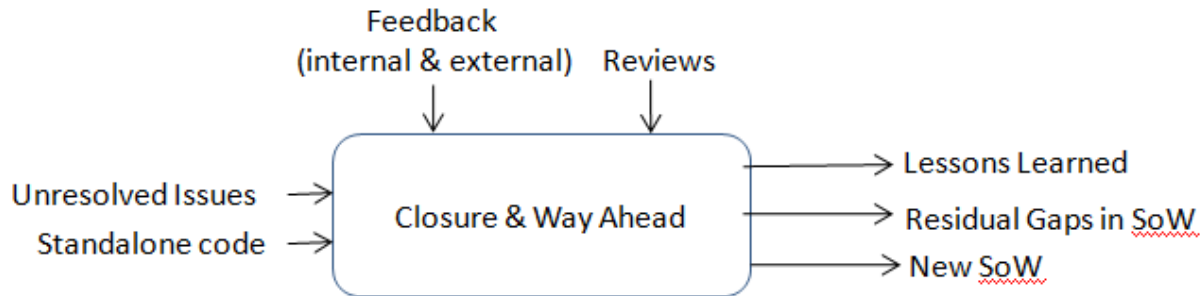 Feedback
(internal & external)
Reviews
Unresolved Issues
Standalone code
Closure & Way Ahead
Lessons Learned
Residual Gaps in SoW
New SoW